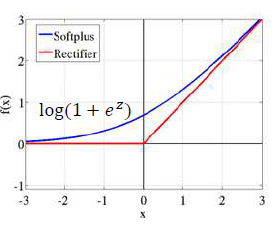 3
Softplus
Rectifier
2
f(x)
log(1 + e^z)
1
0
-1
-3 -2 -1 0 1 2 3
x